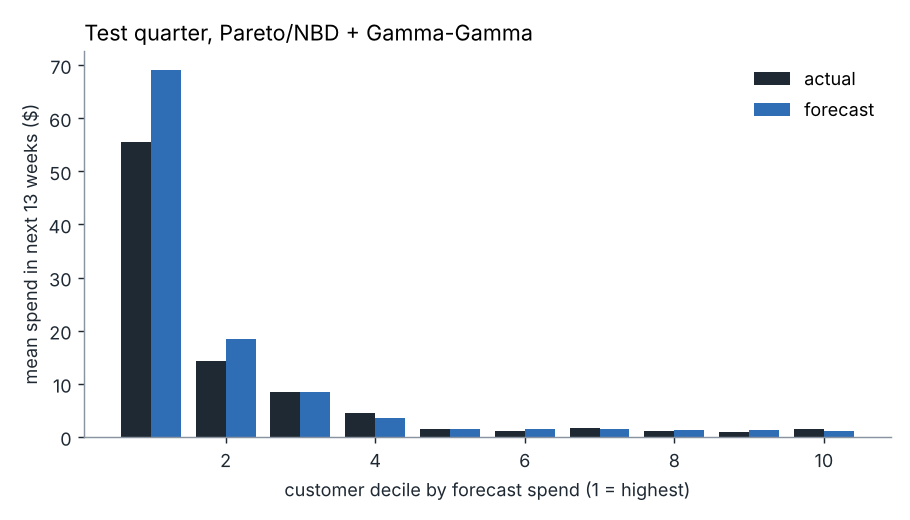 Test quarter, Pareto/NBD + Gamma-Gamma
actual
forecast
mean spend in next 13 weeks ($)
70
60
50
40
30
20
10
0
2 4 6 8 10
customer decile by forecast spend (1 = highest)